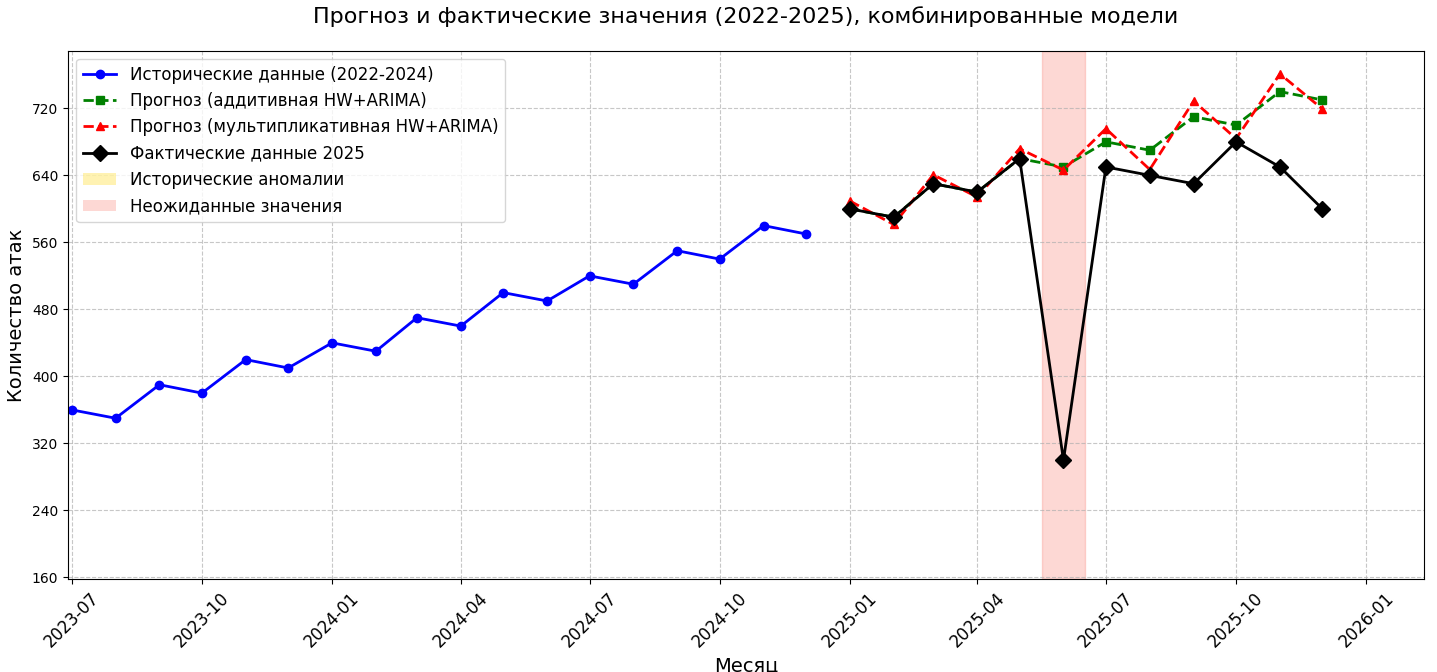 Прогноз и фактические значения (2022-2025), комбинированные модели
Исторические данные (2022-2024)
Прогноз (аддитивная HW+ARIMA)
Прогноз (мультипликативная HW+ARIMA)
Фактические данные 2025
Исторические аномалии
Неожиданные значения
Количество атак
720
640
560
480
400
320
240
160
2023-07
2023-10
2024-01
2024-04
2024-07
2024-10
2025-01
2025-04
2025-07
2025-10
2026-01
Месяц